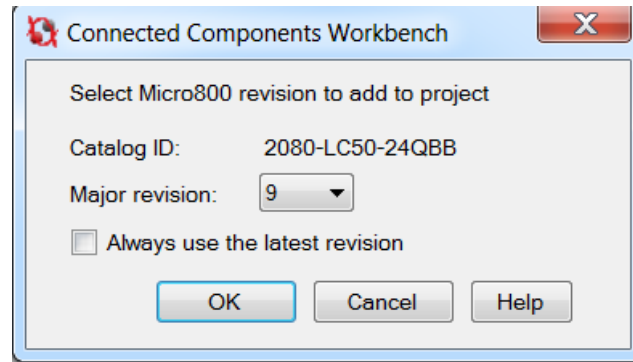 Connected Components Workbench
Select Micro800 revision to add to project
Catalog ID: 2080-LC50-24QBB
Major revision: 9
Always use the latest revision
OK Cancel Help